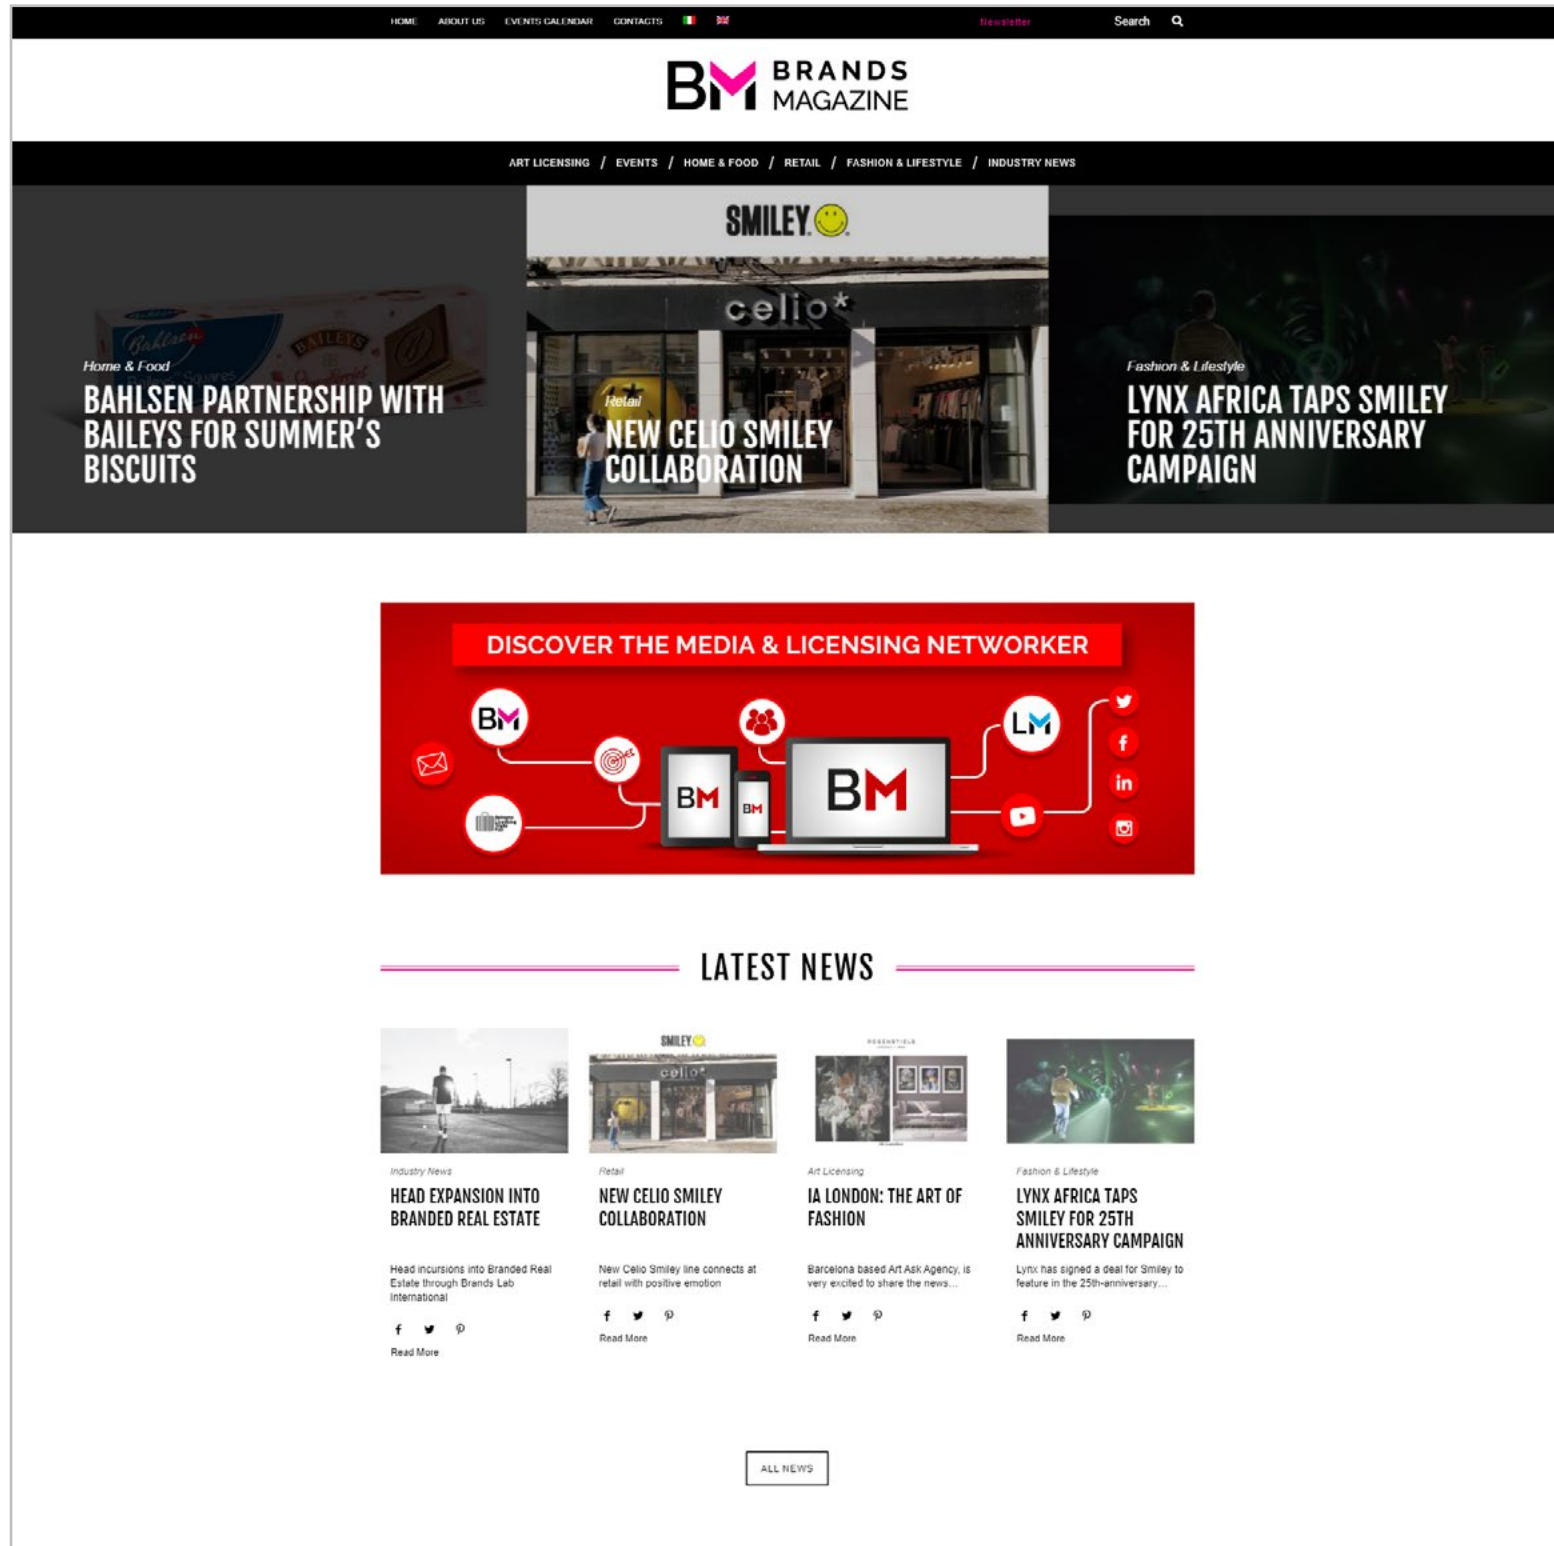 HOME ABOUT US EVENTS CALENDAR CONTACTS Newsletter Search
BM BRANDS
MAGAZINE
ART LICENSING / EVENTS / HOME & FOOD / RETAIL / FASHION & LIFESTYLE / INDUSTRY NEWS
Bahlsen
BAILEYS
Home & Food
BAHLSEN PARTNERSHIP WITH
BAILEYS FOR SUMMER'S
BISCUITS
SMILEY
celio*
Retail
NEW CELIO SMILEY
COLLABORATION
Fashion & Lifestyle
LYNX AFRICA TAPS SMILEY
FOR 25TH ANNIVERSARY
CAMPAIGN
DISCOVER THE MEDIA & LICENSING NETWORKER
BM
LM
BM
BM
BM
in
LATEST NEWS
SMILEY
celio*
ROSENSTIELS
Industry News
HEAD EXPANSION INTO
BRANDED REAL ESTATE
Head incursions into Branded Real
Estate through Brands Lab
International
Read More
Retail
NEW CELIO SMILEY
COLLABORATION
New Celio Smiley line connects at
retail with positive emotion
Read More
Art Licensing
IA LONDON: THE ART OF
FASHION
Barcelona based Art Ask Agency, is
very excited to share the news...
Read More
Fashion & Lifestyle
LYNX AFRICA TAPS
SMILEY FOR 25TH
ANNIVERSARY CAMPAIGN
Lynx has signed a deal for Smiley to
feature in the 25th-anniversary...
Read More
ALL NEWS